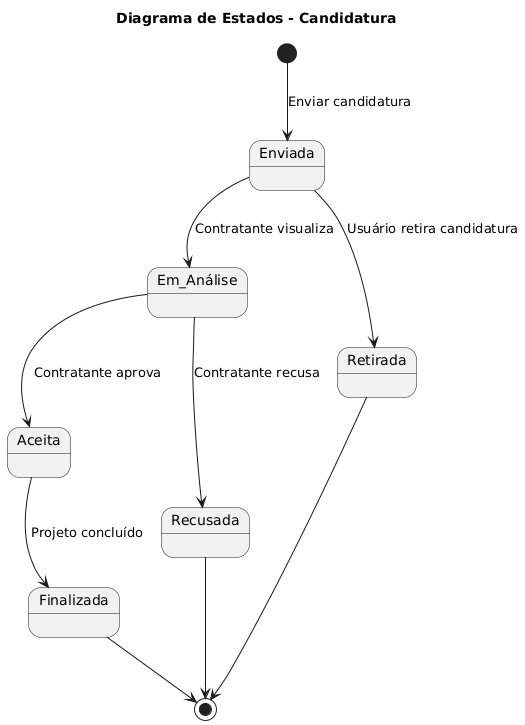 Diagrama de Estados - Candidatura
Enviar candidatura
Enviada
Contratante visualiza
Usuário retira candidatura
Em_Análise
Retirada
Contratante aprova
Contratante recusa
Aceita
Recusada
Projeto concluído
Finalizada